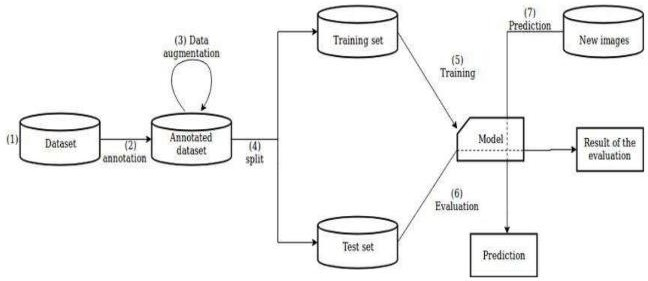 (1)
Dataset
(2)
annotation
(3) Data
augmentation
Annotated
dataset
(4)
split
Training set
Test set
(5)
Training
(6)
Evaluation
Model
(7)
Prediction
New images
Result of the
evaluation
Prediction